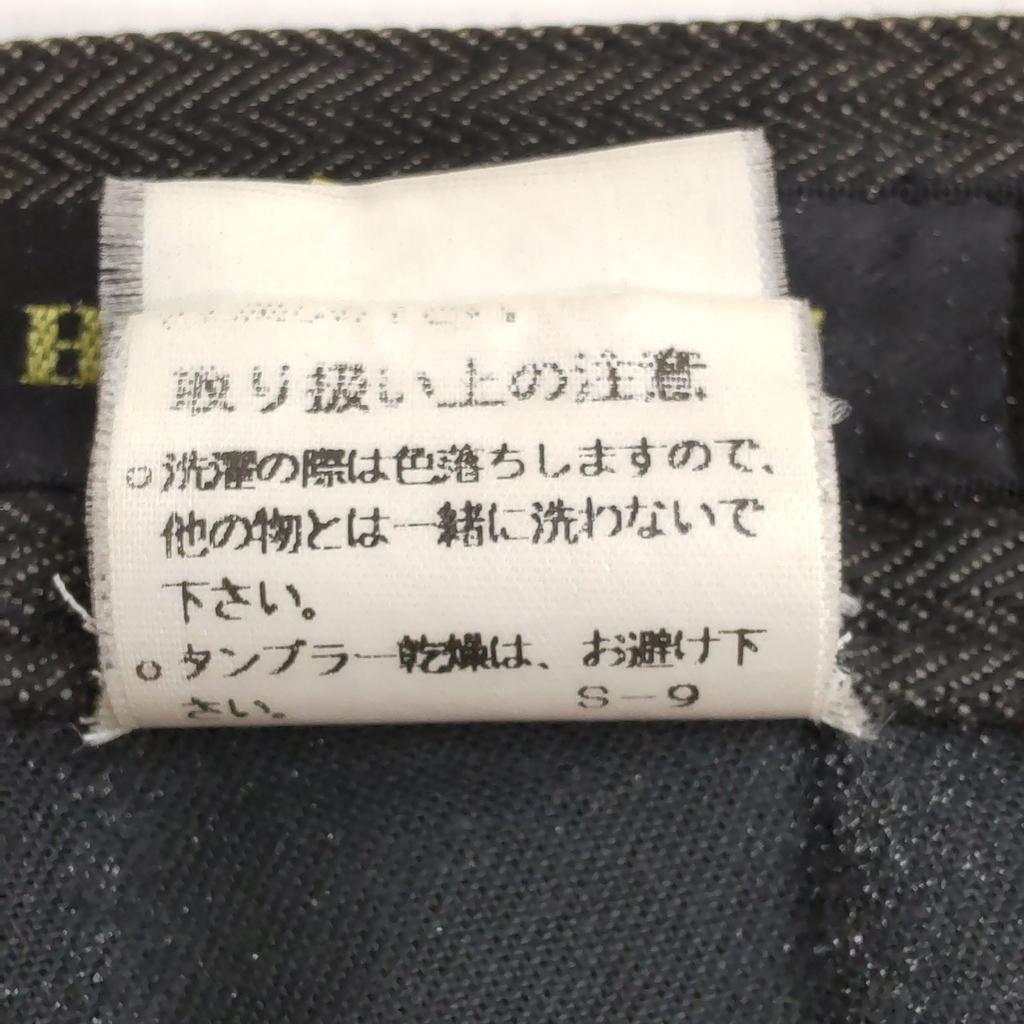 H
取り扱い上の注意
○洗濯の際は色落ちしますので、
他の物とは一緒に洗わないで
下さい。
○タンブラー乾燥は、お避け下
さい。 S-9